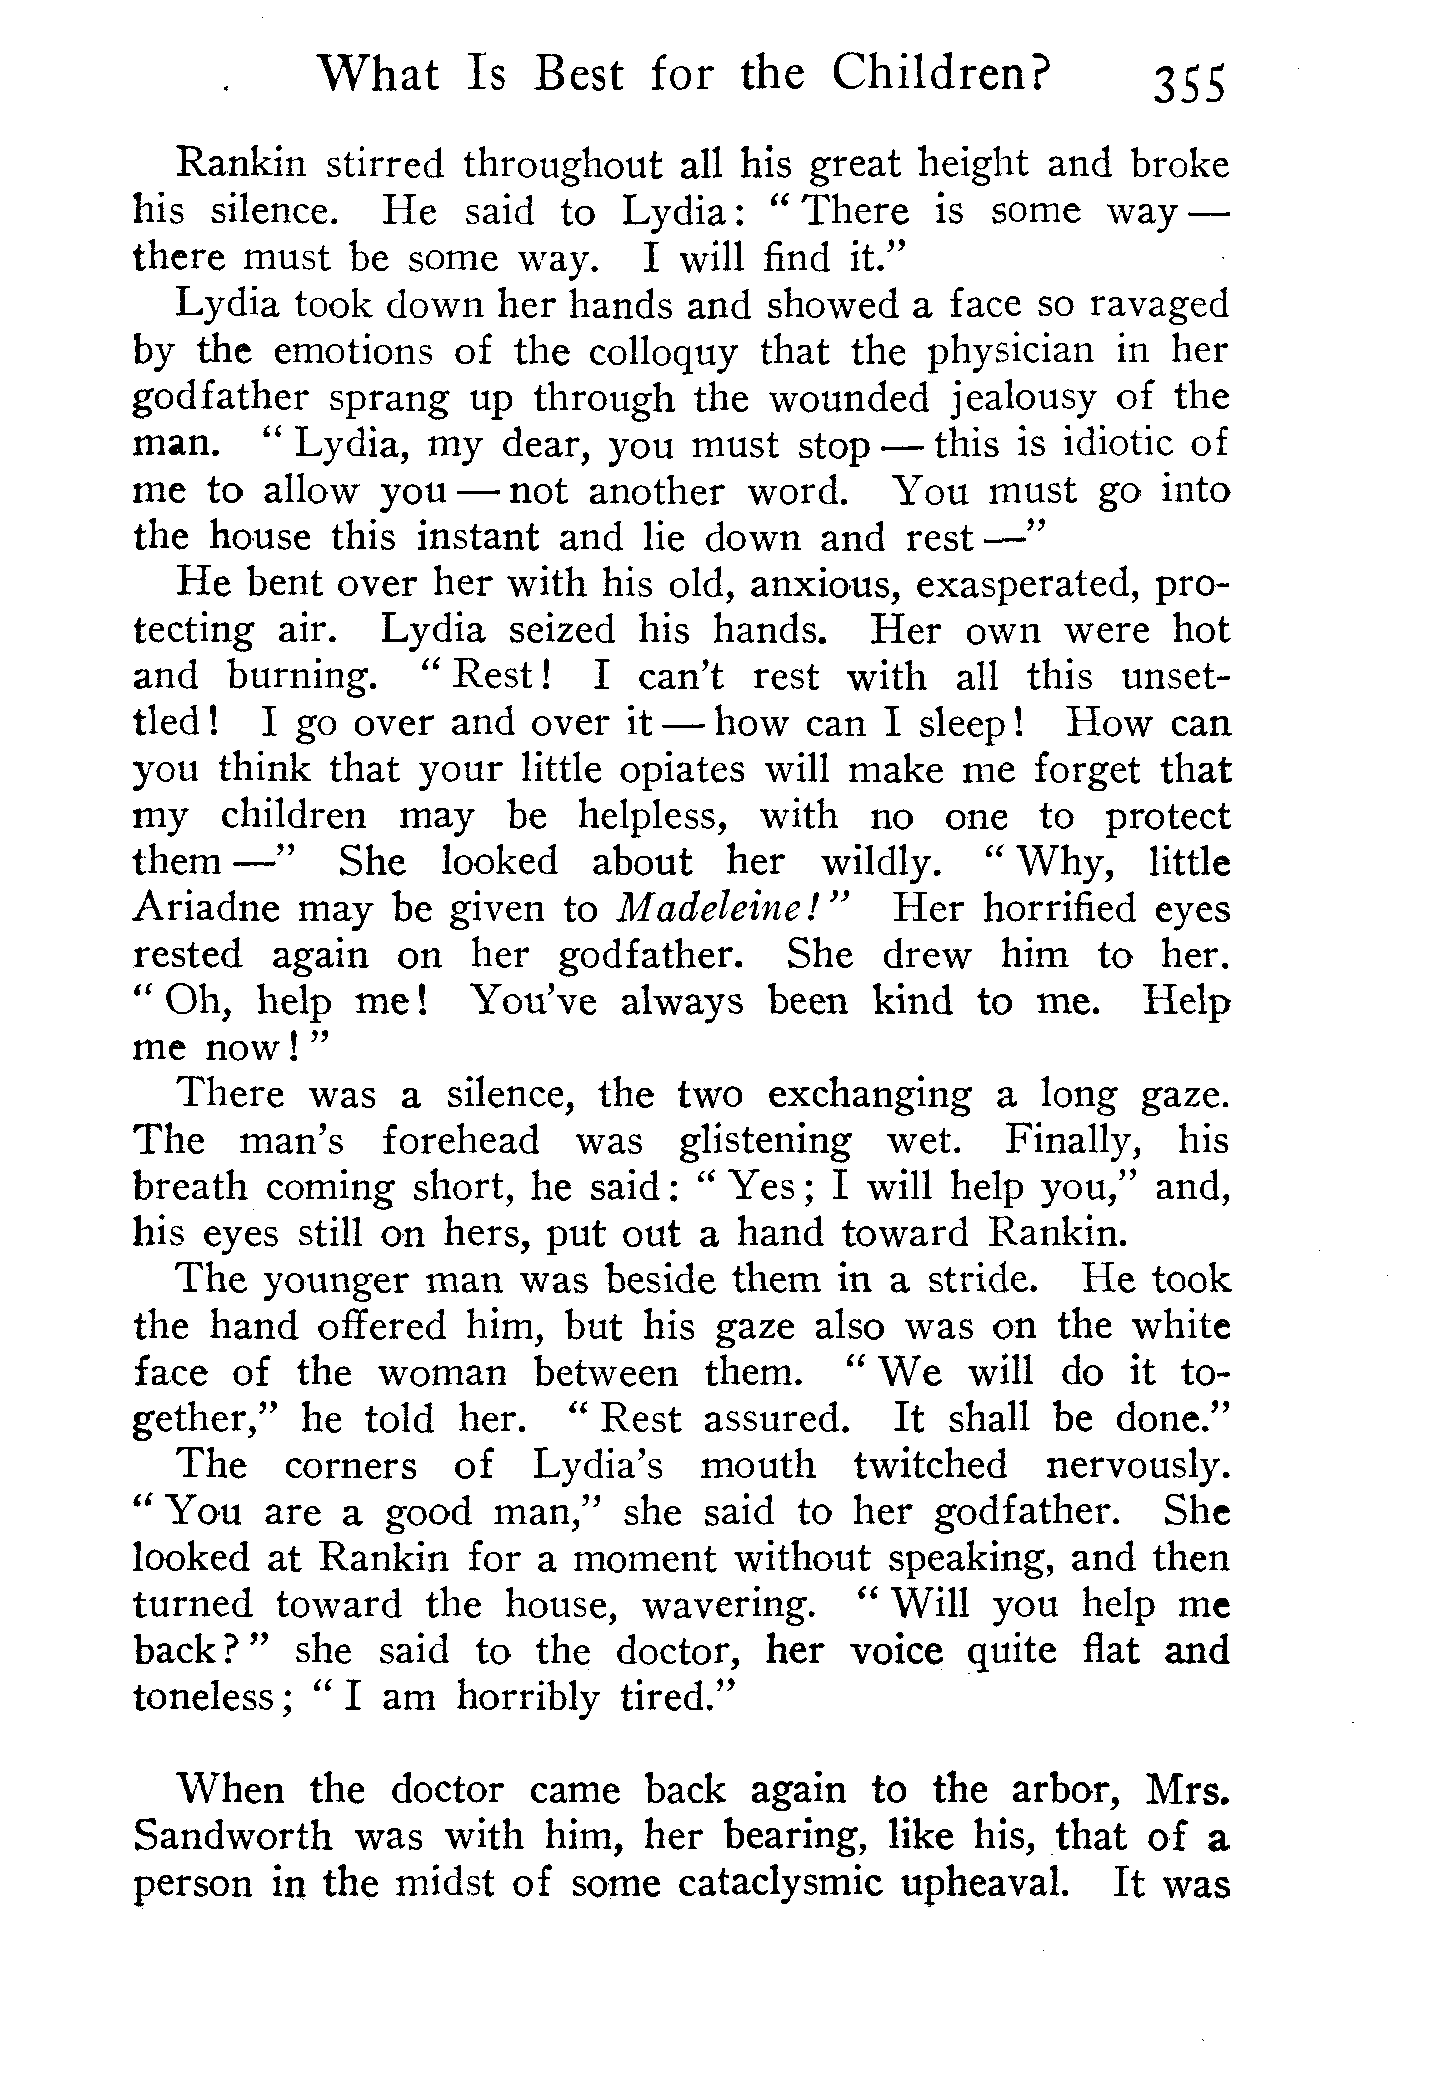 What Is Best for the Children? 355
Rankin stirred throughout all his great height and broke
his silence. He said to Lydia: “ There is some way —
there must be some way. I will find it.”
Lydia took down her hands and showed a face so ravaged
by the emotions of the colloquy that the physician in her
godfather sprang up through the wounded jealousy of the
man. “ Lydia, my dear, you must stop — this is idiotic of
me to allow you — not another word. You must go into
the house this instant and lie down and rest —”
He bent over her with his old, anxious, exasperated, pro-
tecting air. Lydia seized his hands. Her own were hot
and burning. “ Rest! I can’t rest with all this unset-
tled! I go over and over it — how can I sleep! How can
you think that your little opiates will make me forget that
my children may be helpless, with no one to protect
them —” She looked about her wildly. “ Why, little
Ariadne may be given to Madeleine! ” Her horrified eyes
rested again on her godfather. She drew him to her.
“ Oh, help me! You’ve always been kind to me. Help
me now! ”
There was a silence, the two exchanging a long gaze.
The man’s forehead was glistening wet. Finally, his
breath coming short, he said: “ Yes; I will help you,” and,
his eyes still on hers, put out a hand toward Rankin.
The younger man was beside them in a stride. He took
the hand offered him, but his gaze also was on the white
face of the woman between them. “ We will do it to-
gether,” he told her. “ Rest assured. It shall be done.”
The corners of Lydia’s mouth twitched nervously.
“ You are a good man,” she said to her godfather. She
looked at Rankin for a moment without speaking, and then
turned toward the house, wavering. “ Will you help me
back? ” she said to the doctor, her voice quite flat and
toneless; “ I am horribly tired.”
When the doctor came back again to the arbor, Mrs.
Sandworth was with him, her bearing, like his, that of a
person in the midst of some cataclysmic upheaval. It was